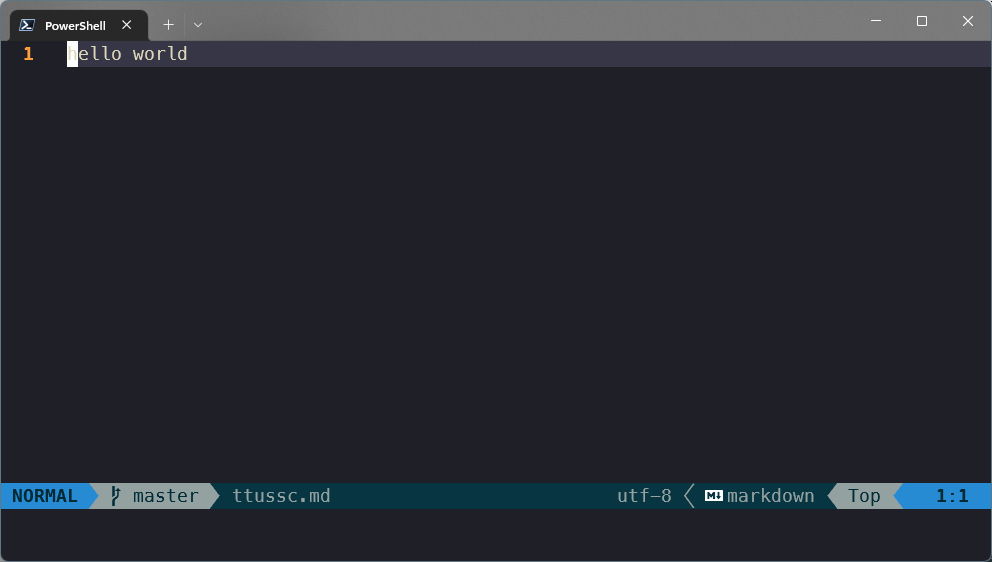 PowerShell
1 hello world
NORMAL master ttussc.md utf-8 markdown Top 1:1